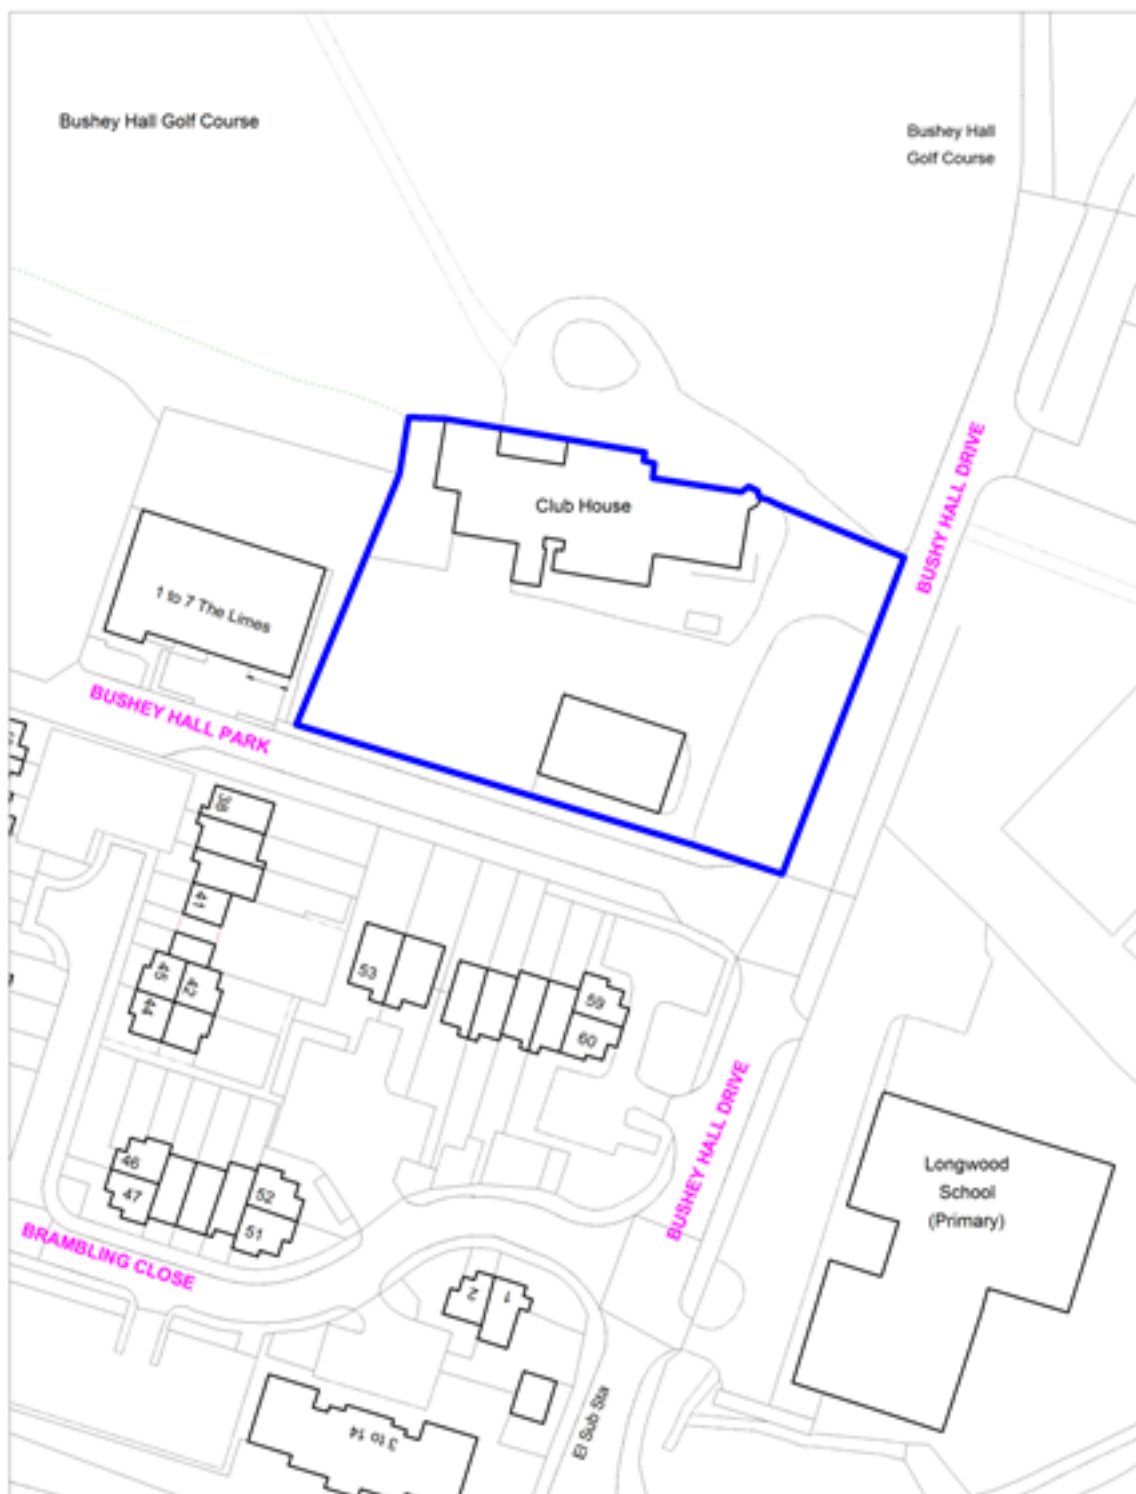 Bushey Hall Golf Course
Bushey Hall
Golf Course
BUSHY HALL DRIVE
Club House
1 to 7 The Limes
BUSHEY HALL PARK
38
41
45
42
44
53
59
60
BUSHEY HALL DRIVE
46
47
52
51
Longwood
School
(Primary)
BRAMBLING CLOSE
2
1
El Sub Sta
3 to 14